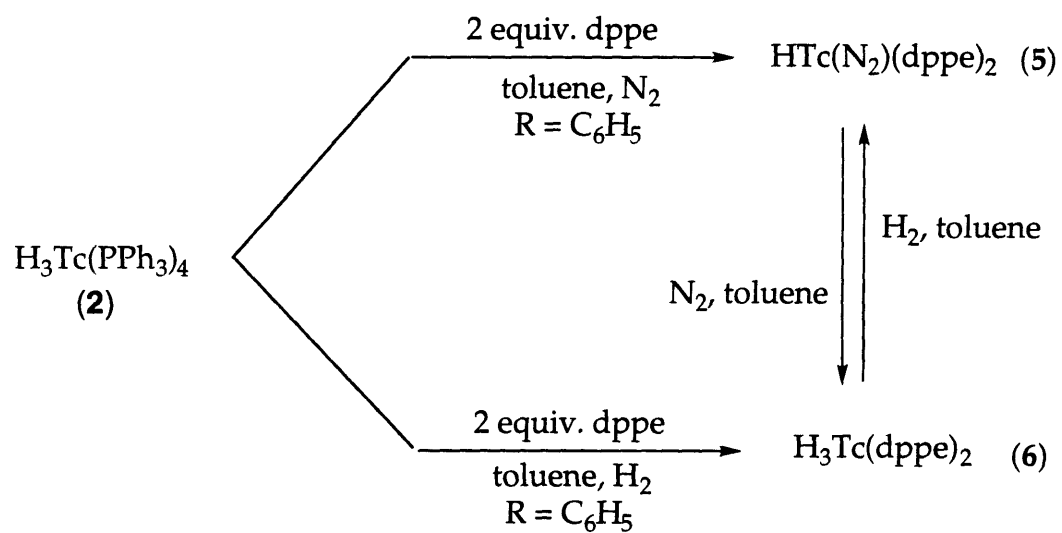 2 equiv. dppe
toluene, N₂
R = C₆H₅
HTc(N₂)(dppe)₂ (5)
H₃Tc(PPh₃)₄
(2)
H₂, toluene
N₂, toluene
2 equiv. dppe
toluene, H₂
R = C₆H₅
H₃Tc(dppe)₂ (6)